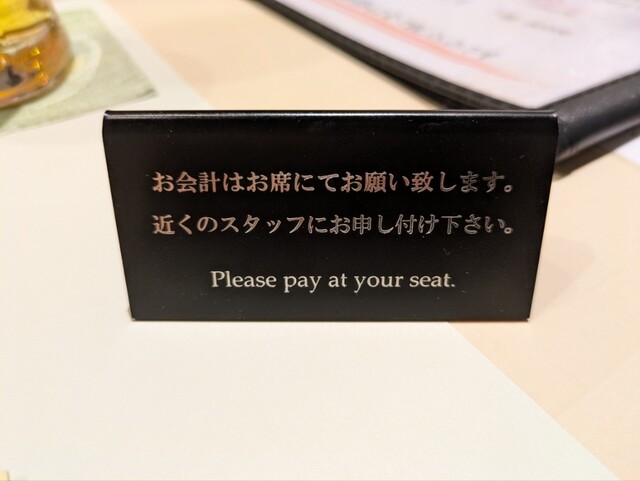 お会計はお席にてお願い致します。
近くのスタッフにお申し付け下さい。
Please pay at your seat.